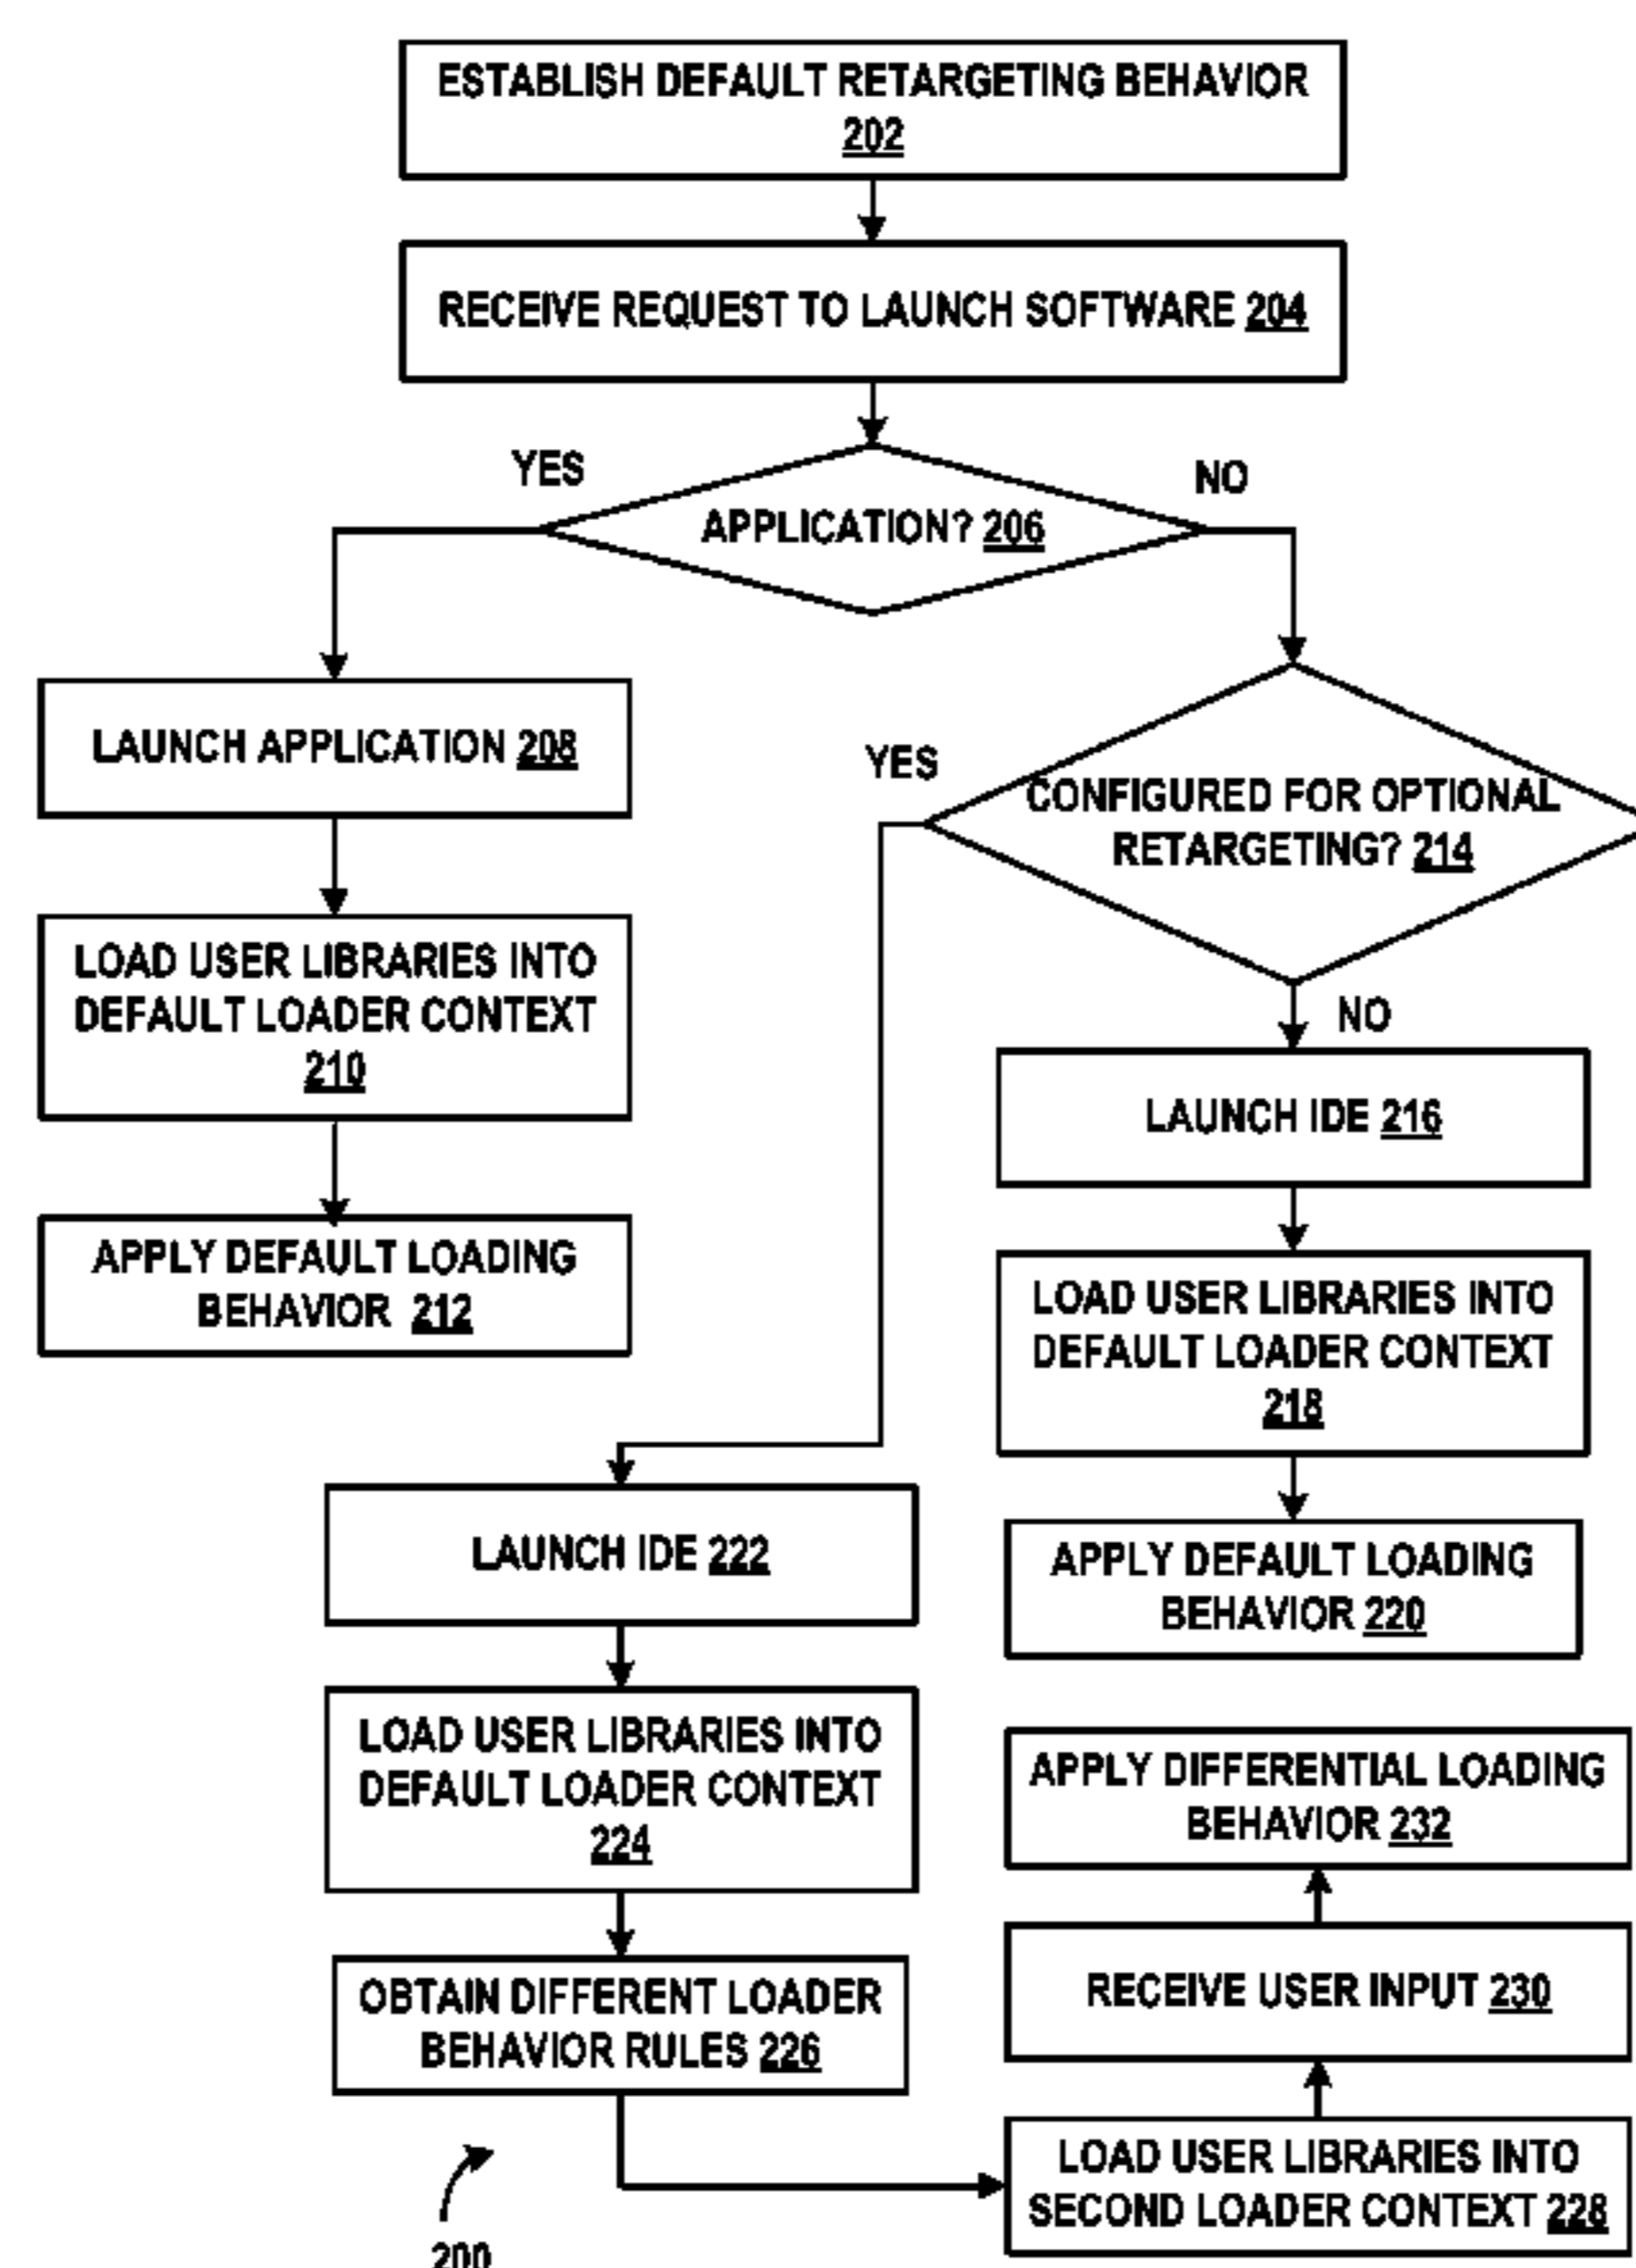 ESTABLISH DEFAULT RETARGETING BEHAVIOR
202
RECEIVE REQUEST TO LAUNCH SOFTWARE 204
YES
NO
APPLICATION? 206
LAUNCH APPLICATION 208
YES
CONFIGURED FOR OPTIONAL
RETARGETING? 214
LOAD USER LIBRARIES INTO
DEFAULT LOADER CONTEXT
210
NO
LAUNCH IDE 216
APPLY DEFAULT LOADING
BEHAVIOR 212
LOAD USER LIBRARIES INTO
DEFAULT LOADER CONTEXT
218
LAUNCH IDE 222
APPLY DEFAULT LOADING
BEHAVIOR 220
LOAD USER LIBRARIES INTO
DEFAULT LOADER CONTEXT
224
APPLY DIFFERENTIAL LOADING
BEHAVIOR 232
OBTAIN DIFFERENT LOADER
BEHAVIOR RULES 226
RECEIVE USER INPUT 230
LOAD USER LIBRARIES INTO
SECOND LOADER CONTEXT 228
200